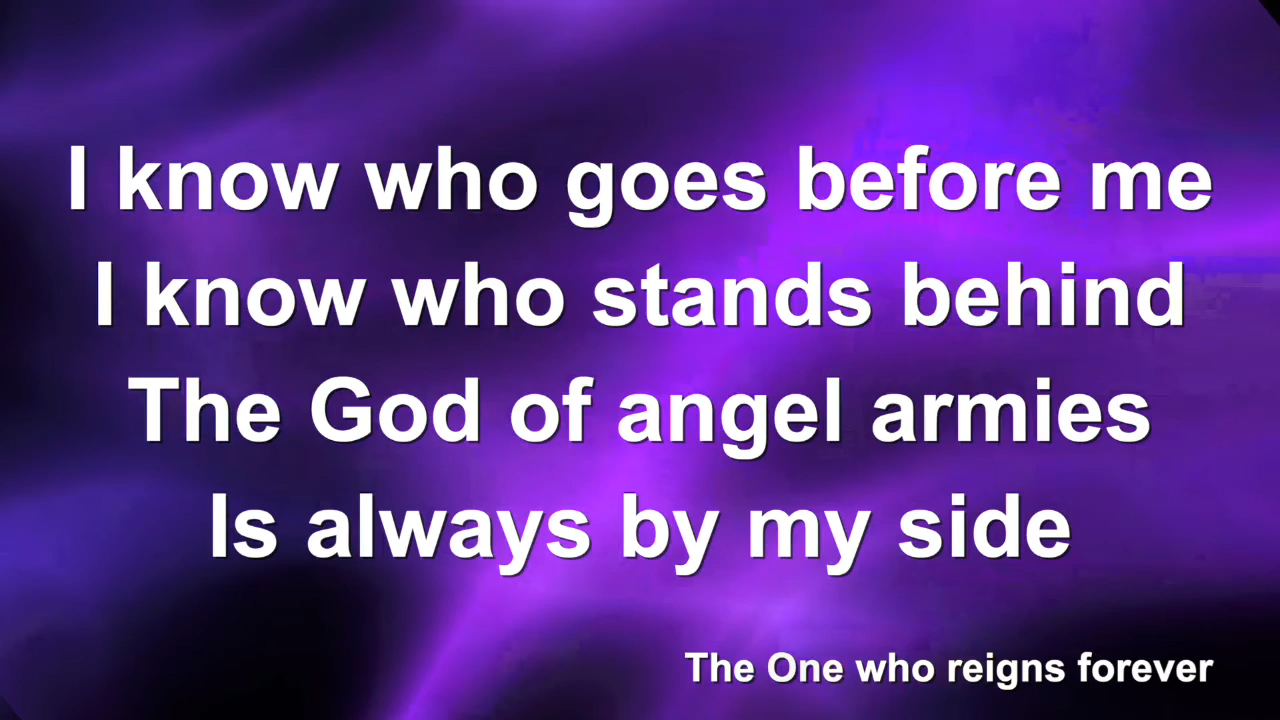 I know who goes before me
I know who stands behind
The God of angel armies
Is always by my side
The One who reigns forever